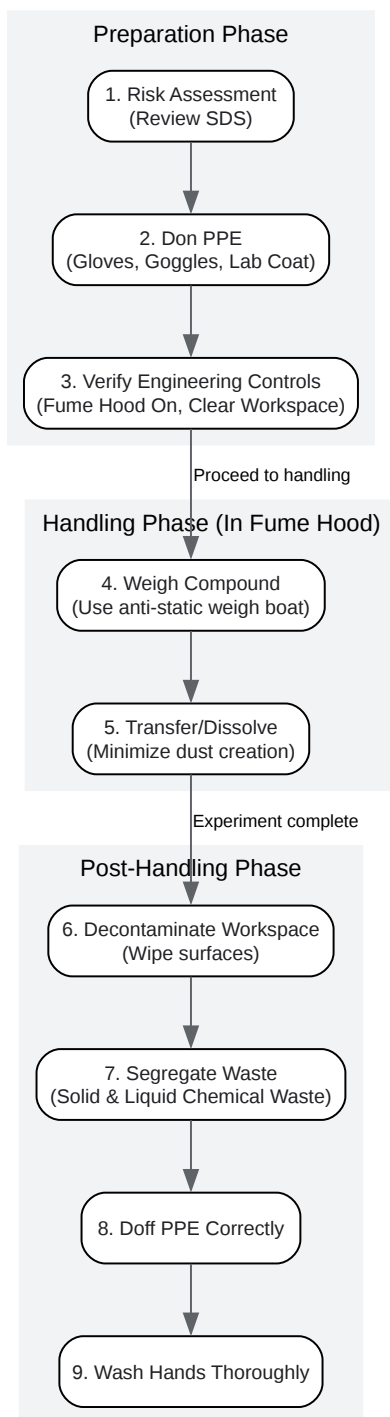 Preparation Phase
1. Risk Assessment
(Review SDS)
2. Don PPE
(Gloves, Goggles, Lab Coat)
3. Verify Engineering Controls
(Fume Hood On, Clear Workspace)
Proceed to handling
Handling Phase (In Fume Hood)
4. Weigh Compound
(Use anti-static weigh boat)
5. Transfer/Dissolve
(Minimize dust creation)
Experiment complete
Post-Handling Phase
6. Decontaminate Workspace
(Wipe surfaces)
7. Segregate Waste
(Solid & Liquid Chemical Waste)
8. Doff PPE Correctly
9. Wash Hands Thoroughly